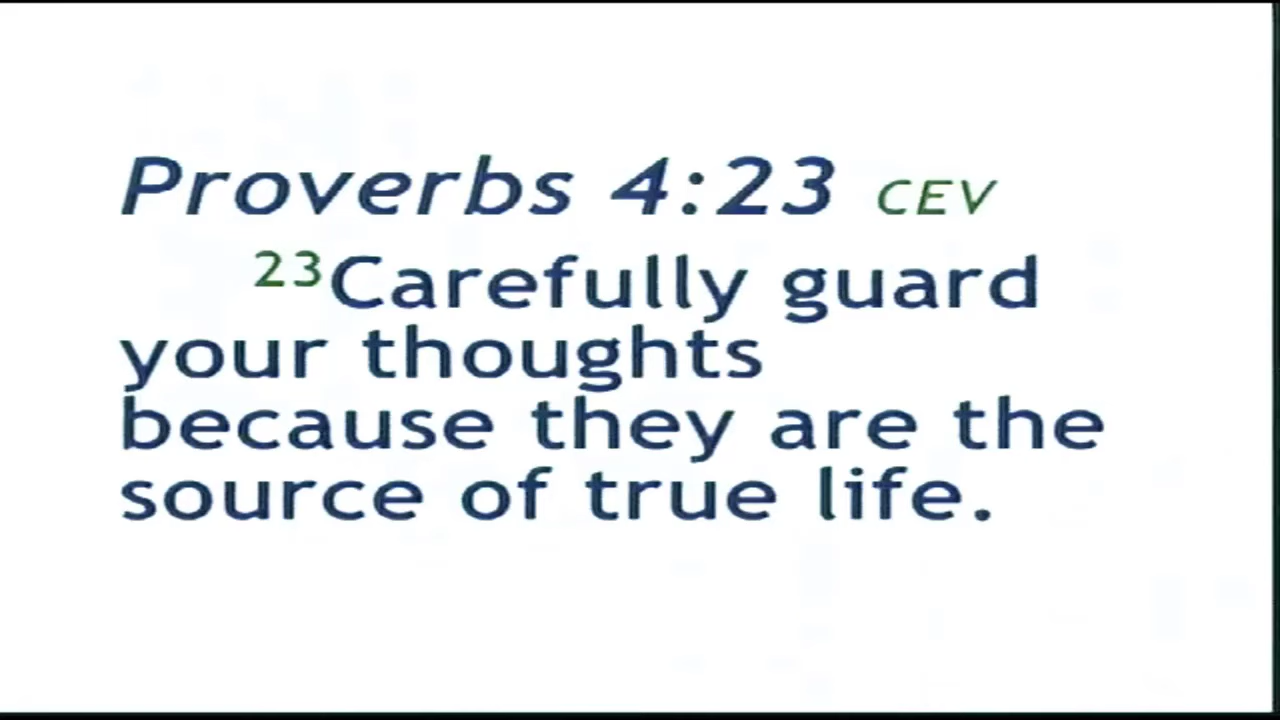 Proverbs 4:23 CEV
23Carefully guard
your thoughts
because they are the
source of true life.